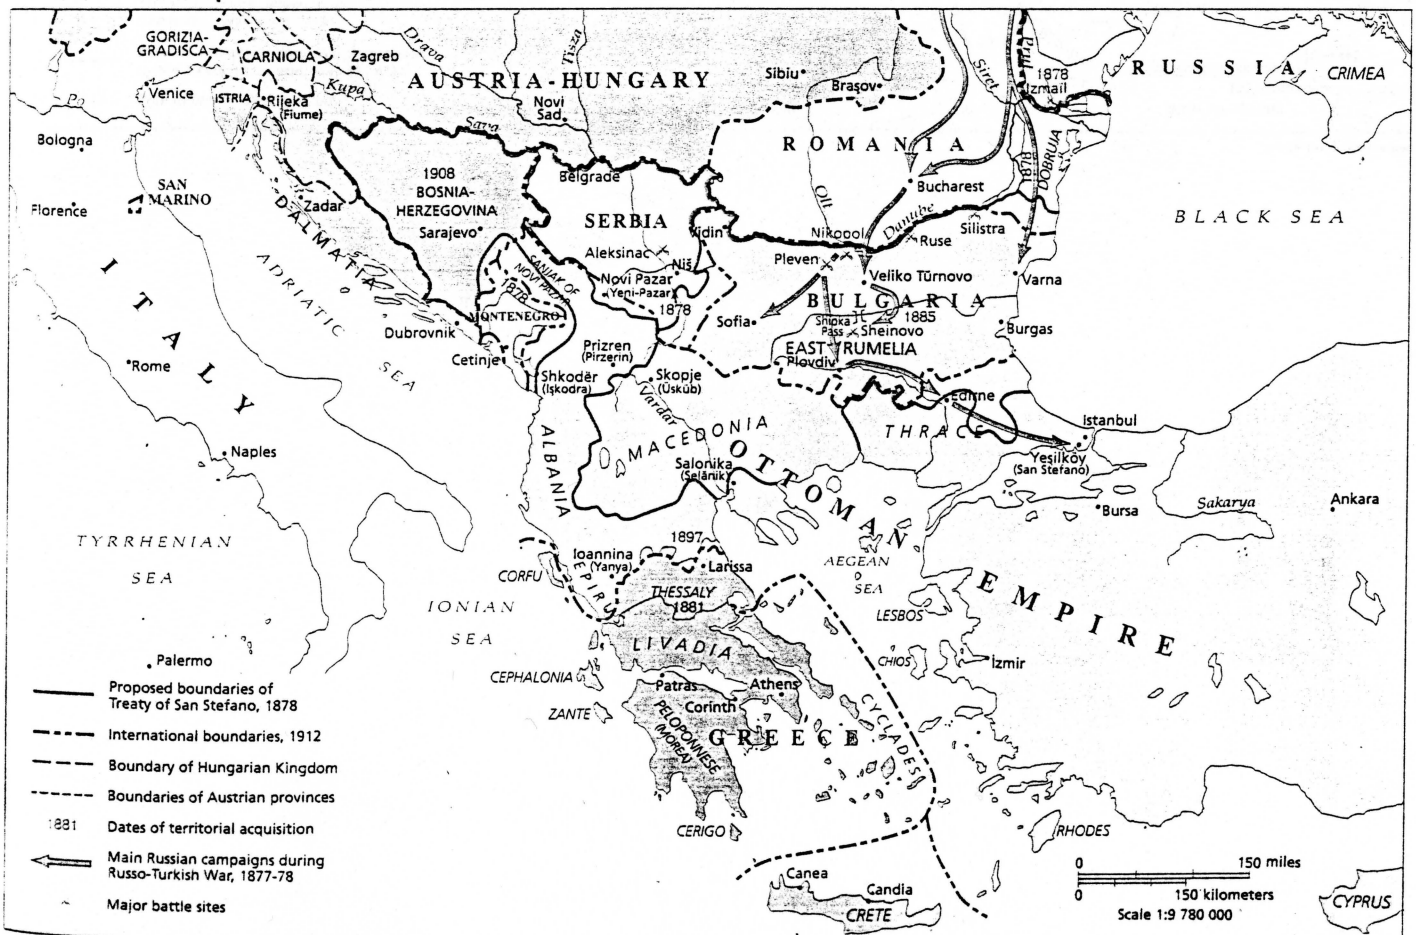 GORIZIA-
GRADISCA
CARNIOLA
Zagreb
Drava
Tisza
AUSTRIA-HUNGARY
Sibiu
Braşov
Siret
Prut
1878
Izmail
RUSSIA
CRIMEA
Po
Venice
ISTRIA
Rijeka
(Fiume)
Kupa
Novi
Sad
Sava
Bologna
ROMANIA
1878
DOBRUJA
1908
BOSNIA-
HERZEGOVINA
Sarajevo
Belgrade
Bucharest
SAN
MARINO
Florence
Zadar
DALMATIA
SERBIA
Olt
Danube
BLACK SEA
Vidin
Nikopol
Silistra
Ruse
Aleksinac
Pleven
Niš
ITALY
ADRIATIC SEA
SANJAK OF
NOVI PAZAR
Novi Pazar
(Yeni-Pazar)
1878
Veliko Tŭrnovo
Varna
1878
MONTENEGRO
BULGARIA
1885
Sofia
Shipka
Pass
Sheinovo
Burgas
Dubrovnik
Cetinje
Prizren
(Pirzerin)
EAST RUMELIA
Plovdiv
Rome
Shkodër
(Işkodra)
Skopje
(Üsküb)
Vardar
Edirne
Istanbul
THRACE
MACEDONIA
ALBANIA
Naples
Salonika
(Selânik)
Yeşilköy
(San Stefano)
OTTOMAN
EMPIRE
Bursa
Sakarya
Ankara
TYRRHENIAN
SEA
1897
Ioannina
(Yanya)
Larissa
CORFU
EPIRUS
AEGEAN
SEA
THESSALY
1881
LESBOS
IONIAN
SEA
LIVADIA
Palermo
CHIOS
İzmir
CEPHALONIA
Patras
Athens
Corinth
ZANTE
PELOPONNESE
(MOREA)
GREECE
CYCLADES
CERIGO
RHODES
Canea
Candia
CRETE
CYPRUS
Proposed boundaries of
Treaty of San Stefano, 1878
International boundaries, 1912
Boundary of Hungarian Kingdom
Boundaries of Austrian provinces
1881 Dates of territorial acquisition
Main Russian campaigns during
Russo-Turkish War, 1877-78
Major battle sites
0 150 miles
0 150 kilometers
Scale 1:9 780 000